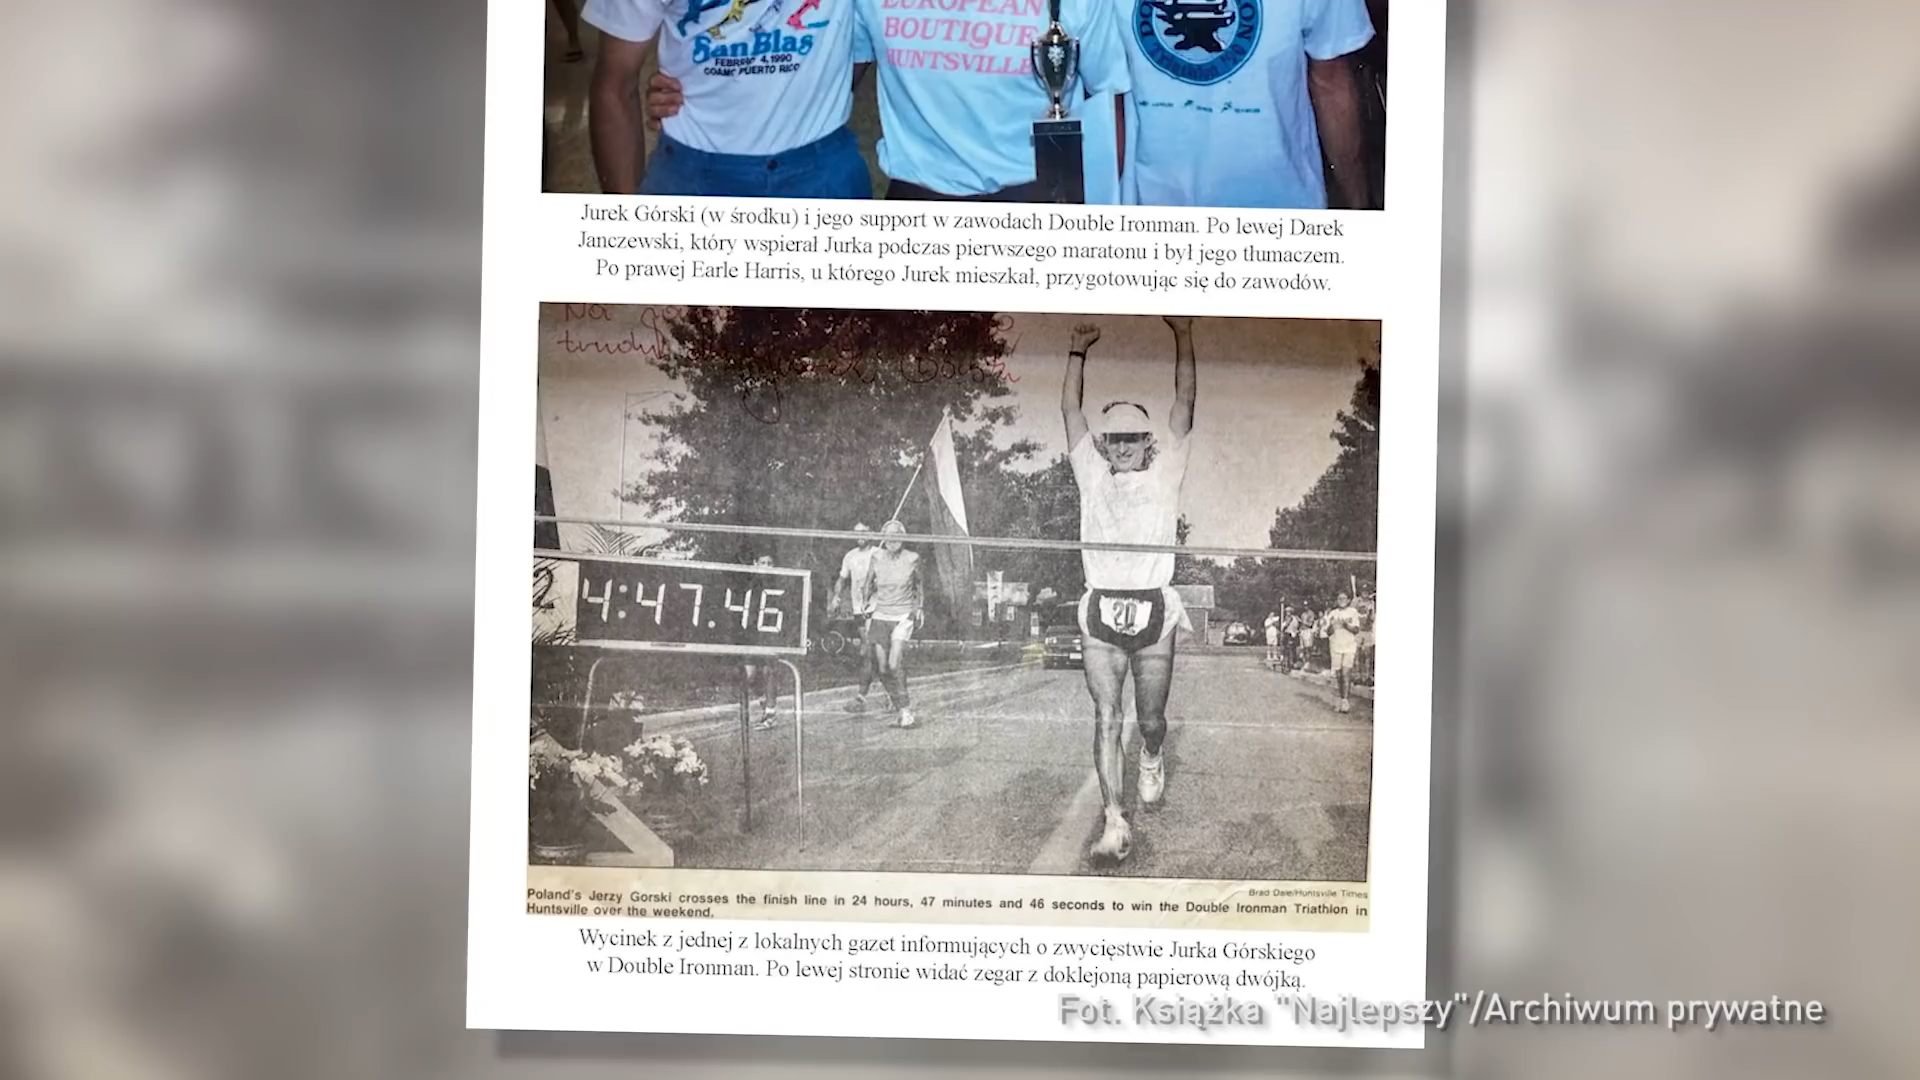 San Blas
FEBRERO 4, 1990
COAMO PUERTO RICO
EUROPEAN
BOUTIQUE
HUNTSVILLE
Jurek Górski (w środku) i jego support w zawodach Double Ironman. Po lewej Darek
Janczewski, który wspierał Jurka podczas pierwszego maratonu i był jego tłumaczem.
Po prawej Earle Harris, u którego Jurek mieszkał, przygotowując się do zawodów.
Na
trudu
2
4:47.46
20
Brad Dale/Huntsville Times
Poland's Jerzy Gorski crosses the finish line in 24 hours, 47 minutes and 46 seconds to win the Double Ironman Triathlon in
Huntsville over the weekend.
Wycinek z jednej z lokalnych gazet informujących o zwycięstwie Jurka Górskiego
w Double Ironman. Po lewej stronie widać zegar z doklejoną papierową dwójką.
Fot. Książka "Najlepszy"/Archiwum prywatne